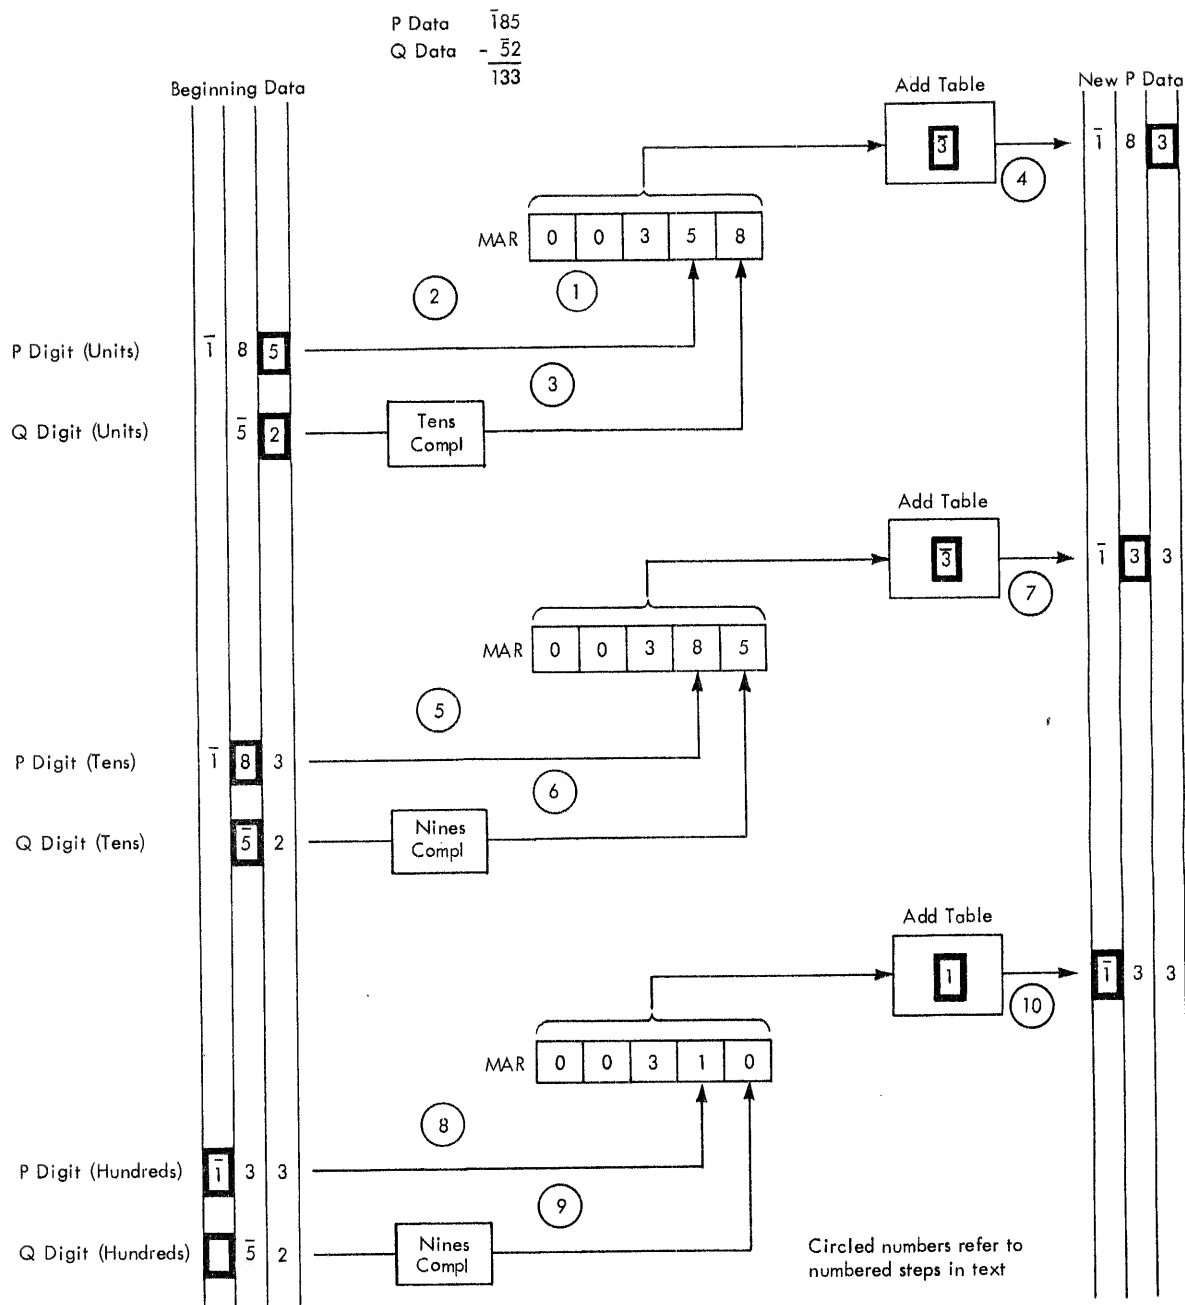 P Data 1̅85
Q Data - 5̅2
133
Beginning Data
Add Table
New P Data
3̅
1̅ 8 3
4
MAR 0 0 3 5 8
2
1
P Digit (Units) 1̅ 8 5
3
Q Digit (Units) 5̅ 2
Tens
Compl
Add Table
3̅
1̅ 3 3
7
MAR 0 0 3 8 5
5
P Digit (Tens) 1̅ 8 3
6
Q Digit (Tens) 5̅ 2
Nines
Compl
Add Table
1
1̅ 3 3
10
MAR 0 0 3 1 0
8
P Digit (Hundreds) 1̅ 3 3
9
Q Digit (Hundreds) 5̅ 2
Nines
Compl
Circled numbers refer to
numbered steps in text